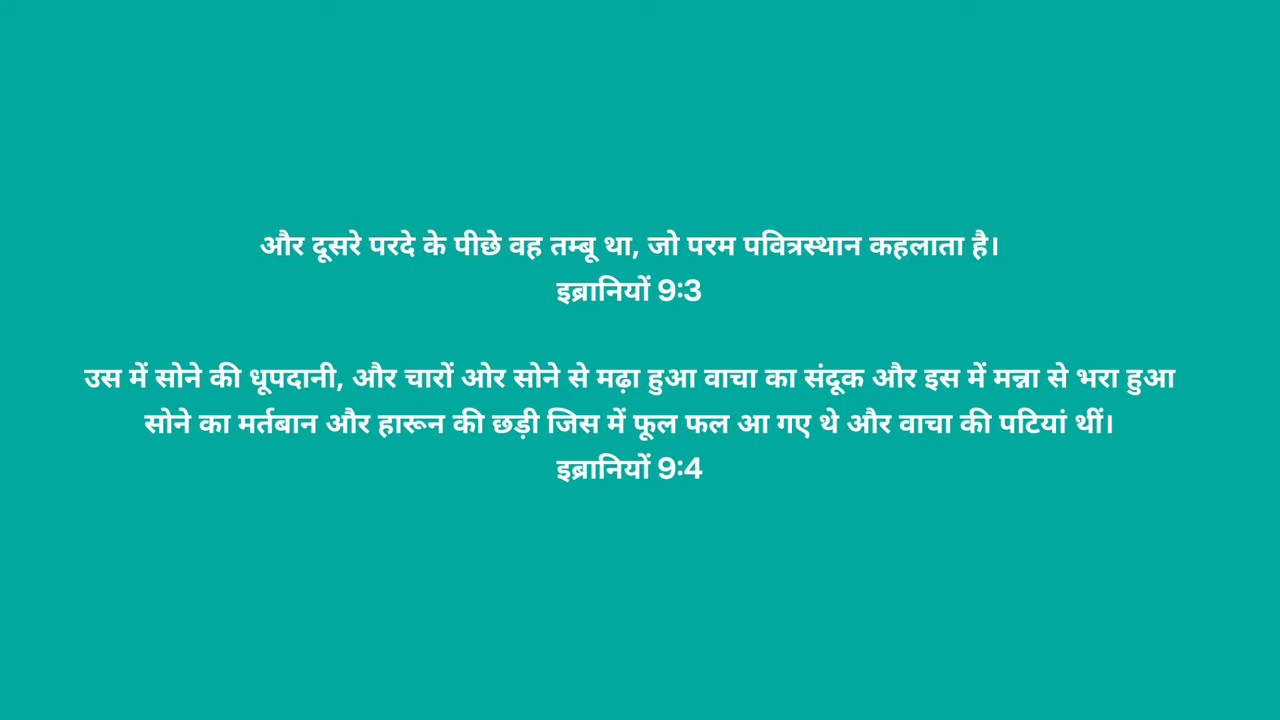 और दूसरे परदे के पीछे वह तम्बू था, जो परम पवित्रस्थान कहलाता है।
इब्रानियों 9:3
उस में सोने की धूपदानी, और चारों ओर सोने से मढ़ा हुआ वाचा का संदूक और इस में मन्ना से भरा हुआ
सोने का मर्तबान और हारून की छड़ी जिस में फूल फल आ गए थे और वाचा की पटियां थीं।
इब्रानियों 9:4